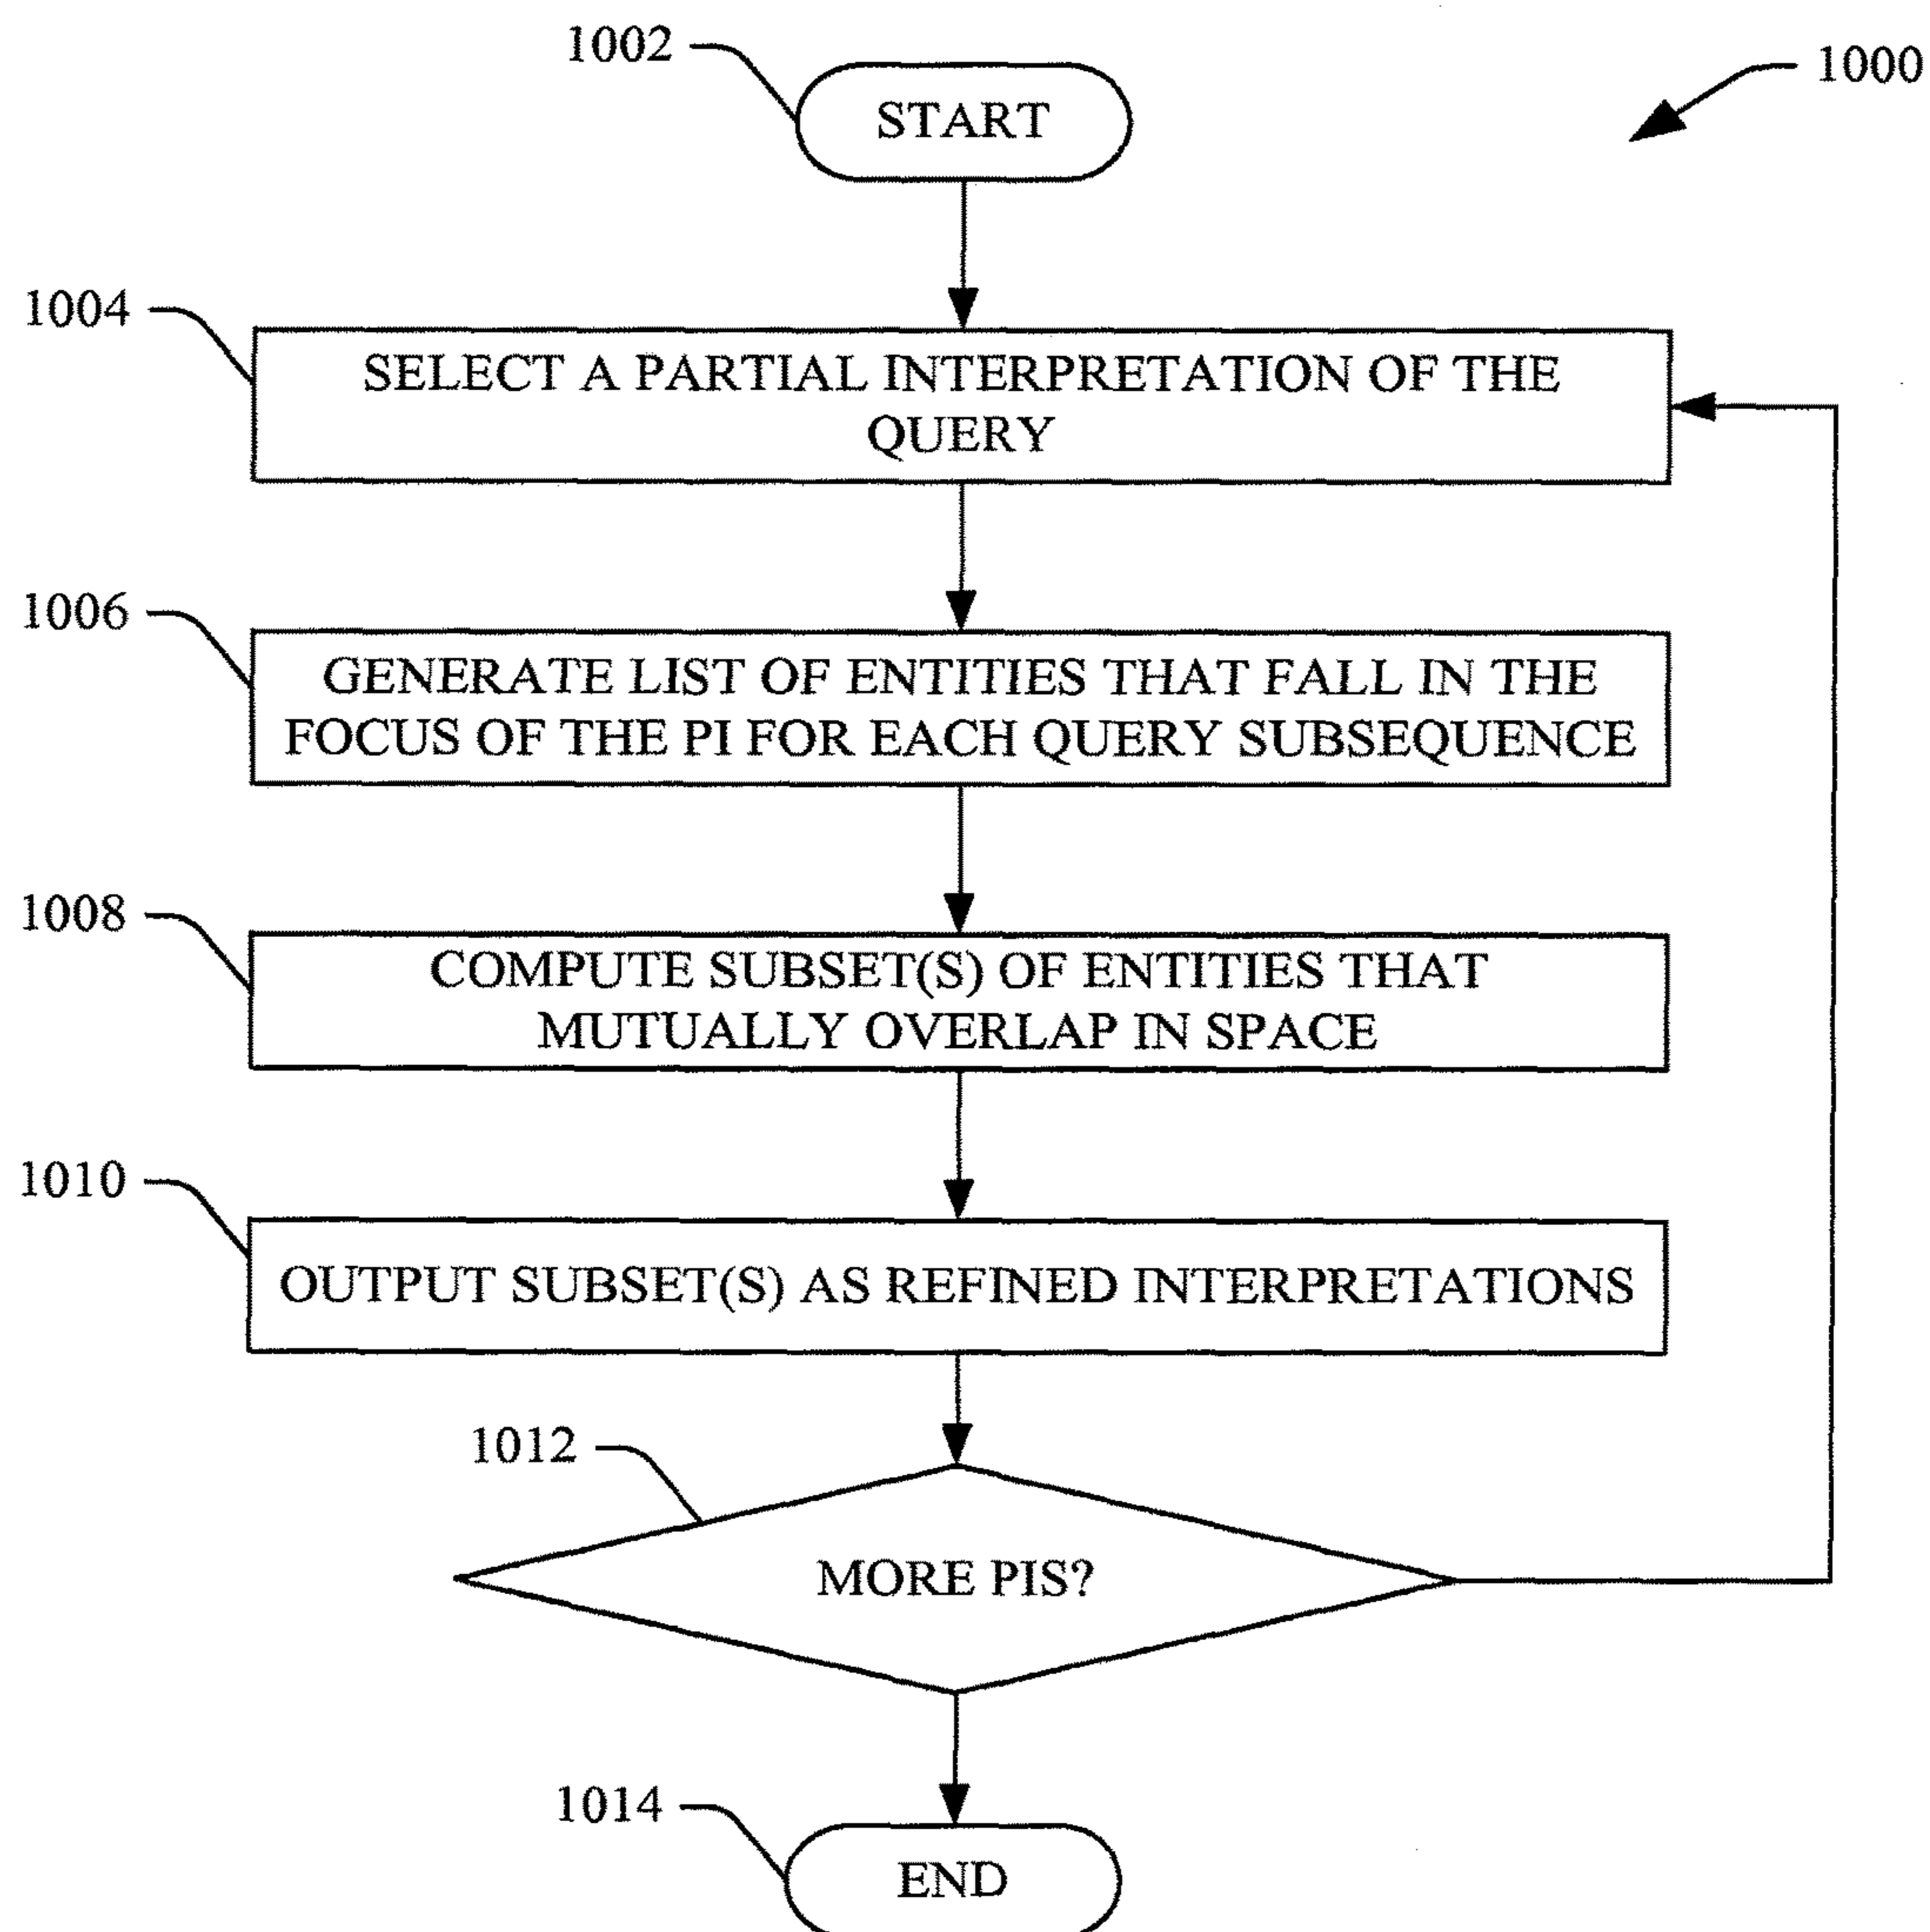 1002
START
1000
1004
SELECT A PARTIAL INTERPRETATION OF THE
QUERY
1006
GENERATE LIST OF ENTITIES THAT FALL IN THE
FOCUS OF THE PI FOR EACH QUERY SUBSEQUENCE
1008
COMPUTE SUBSET(S) OF ENTITIES THAT
MUTUALLY OVERLAP IN SPACE
1010
OUTPUT SUBSET(S) AS REFINED INTERPRETATIONS
1012
MORE PIS?
1014
END